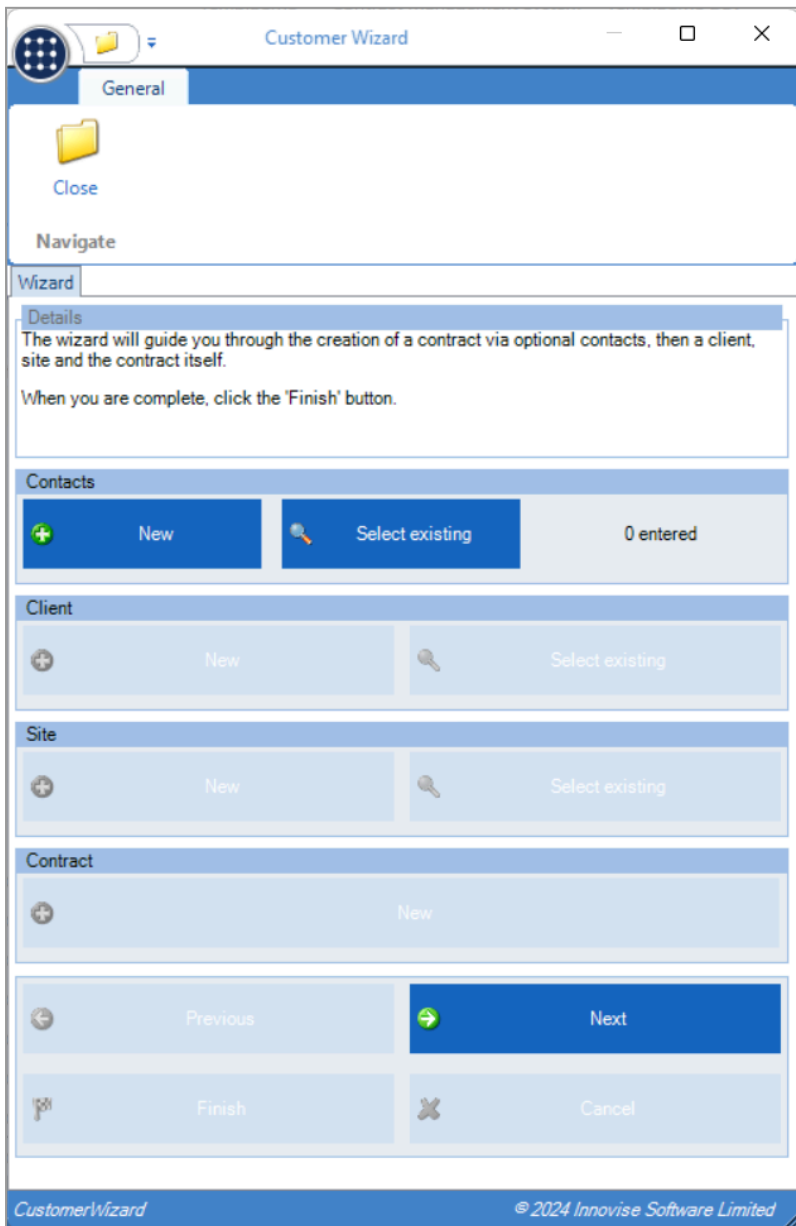 Customer Wizard
General
Close
Navigate
Wizard
Details
The wizard will guide you through the creation of a contract via optional contacts, then a client,
site and the contract itself.
When you are complete, click the 'Finish' button.
Contacts
New Select existing 0 entered
Client
New Select existing
Site
New Select existing
Contract
New
Previous Next
Finish Cancel
CustomerWizard © 2024 Innovise Software Limited